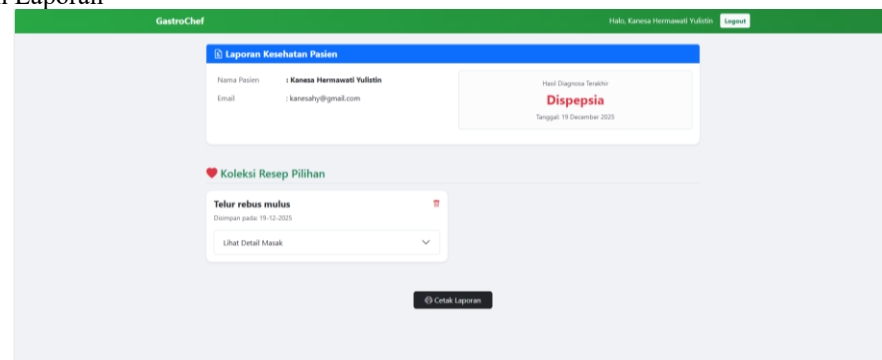 Laporan
GastroChef
Halo, Kanesa Hermawati Yulistin Logout
Laporan Kesehatan Pasien
Nama Pasien : Kanesa Hermawati Yulistin
Email : kanesahy@gmail.com
Hasil Diagnosa Terakhir
Dispepsia
Tanggal: 19 December 2025
Koleksi Resep Pilihan
Telur rebus mulus
Disimpan pada: 19-12-2025
Lihat Detail Masak
Cetak Laporan